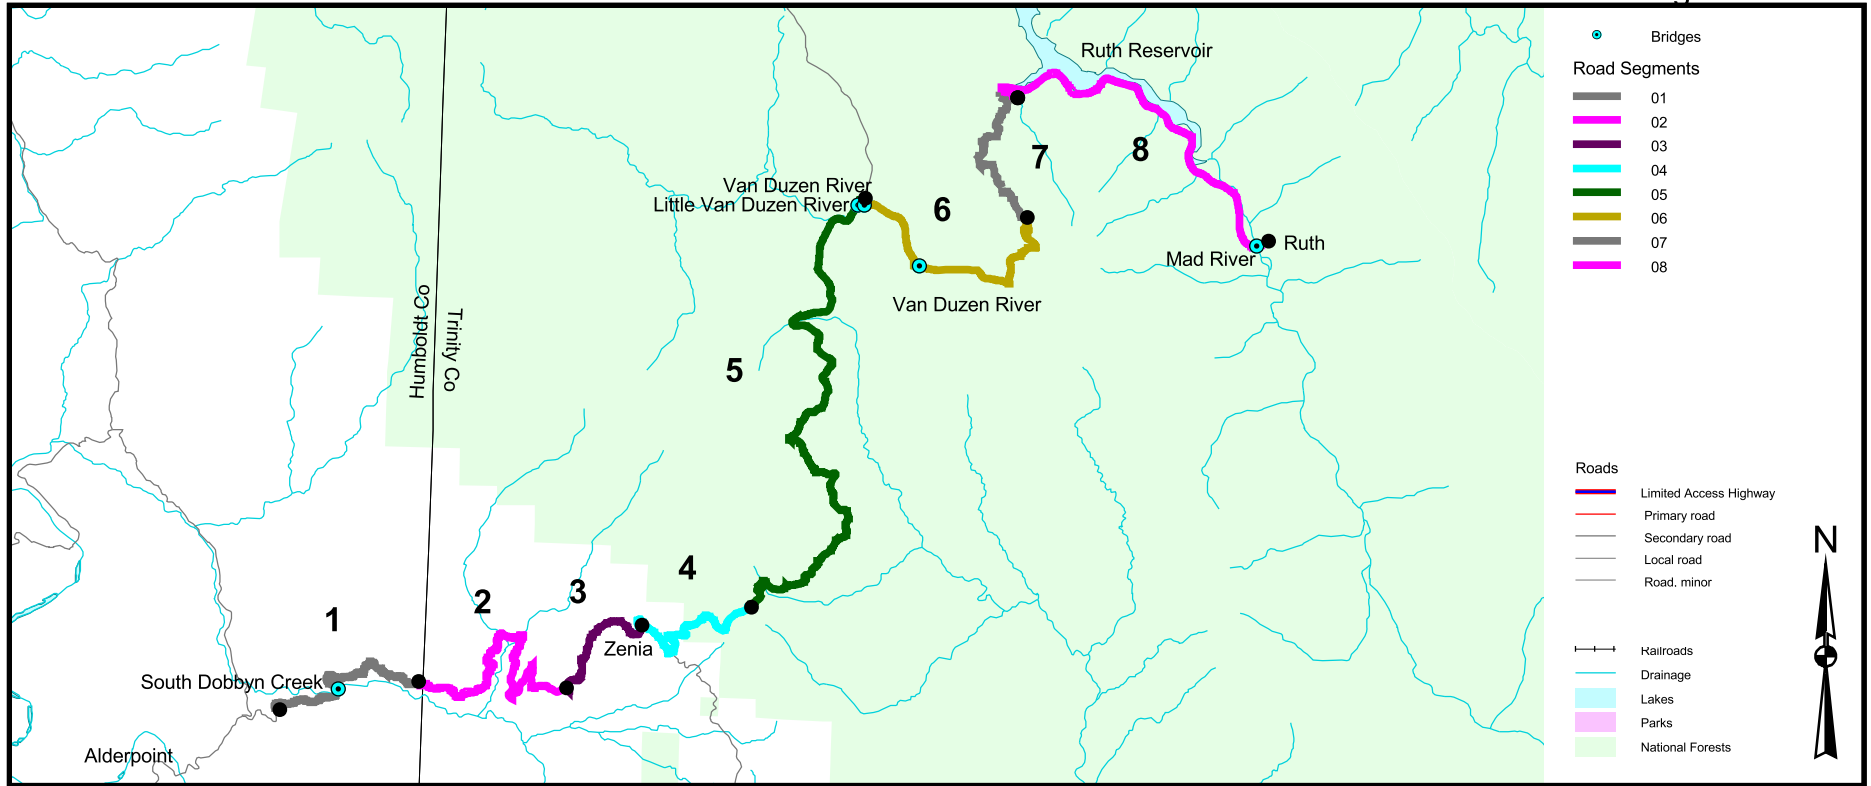 Ruth Reservoir
7
8
Van Duzen River
Little Van Duzen River
6
Mad River
Ruth
Van Duzen River
Humboldt Co
Trinity Co
5
4
3
2
1
Zenia
South Dobbyn Creek
Alderpoint
Bridges
Road Segments
01
02
03
04
05
06
07
08
Roads
Limited Access Highway
Primary road
Secondary road
Local road
Road, minor
Railroads
Drainage
Lakes
Parks
National Forests
N